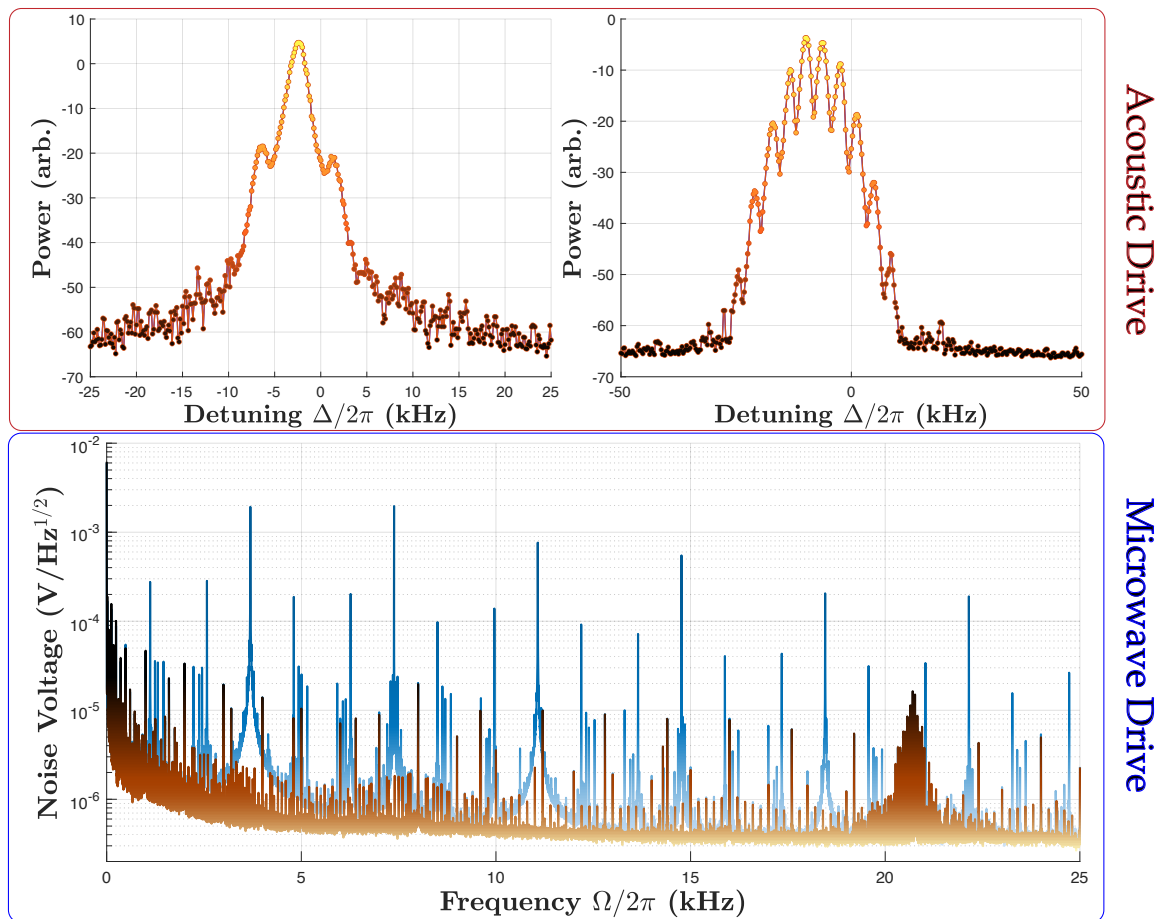 10
0
-10
-20
-30
-40
-50
-60
-70
Power (arb.)
-25 -20 -15 -10 -5 0 5 10 15 20 25
Detuning Δ/2π (kHz)
0
-10
-20
-30
-40
-50
-60
-70
Power (arb.)
-50 0 50
Detuning Δ/2π (kHz)
Acoustic Drive
10⁻²
10⁻³
10⁻⁴
10⁻⁵
10⁻⁶
Noise Voltage (V/Hz^{1/2})
0 5 10 15 20 25
Frequency Ω/2π (kHz)
Microwave Drive